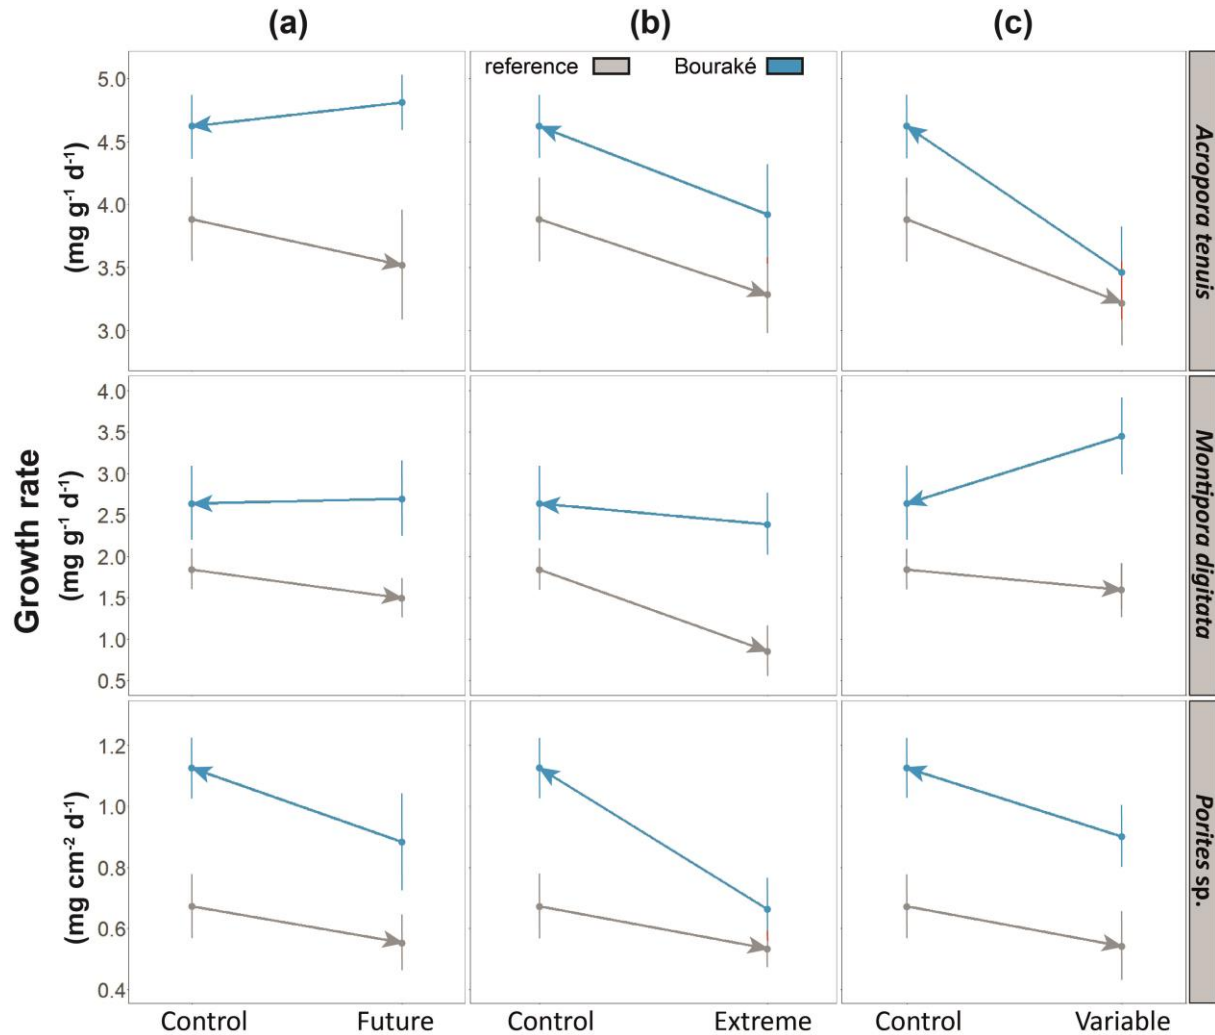 (a) (b) (c)
reference Bouraké
5.0
4.5
4.0
3.5
3.0
(mg g⁻¹ d⁻¹)
Acropora tenuis
Growth rate
4.0
3.5
3.0
2.5
2.0
1.5
1.0
0.5
(mg g⁻¹ d⁻¹)
Montipora digitata
1.2
1.0
0.8
0.6
0.4
(mg cm⁻² d⁻¹)
Porites sp.
Control Future Control Extreme Control Variable